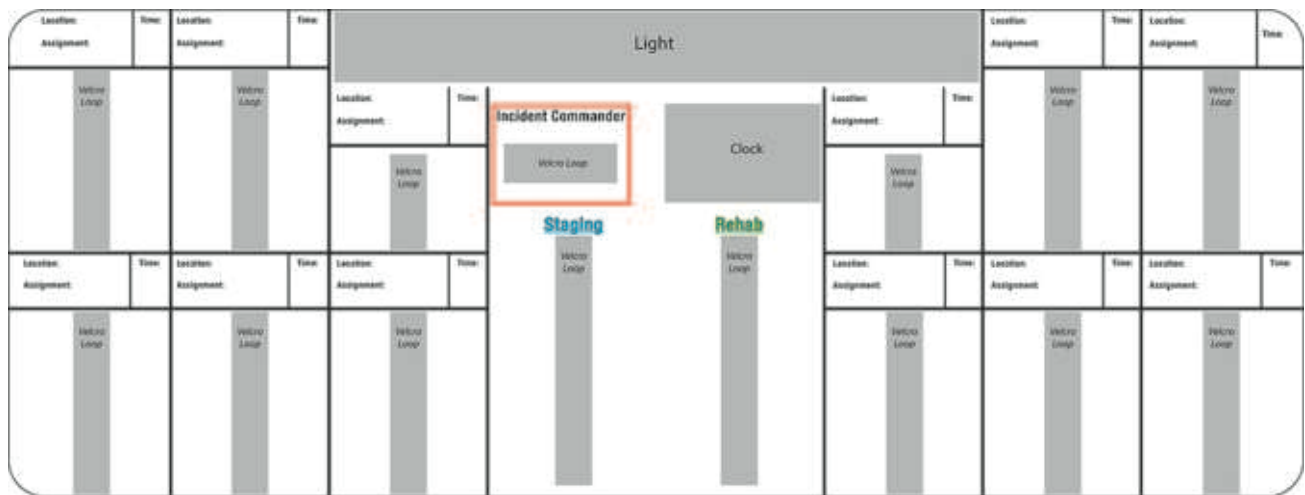 Location: Time: Location: Time:
Assignment: Assignment:
Light
Location: Time: Location: Time:
Assignment: Assignment:
Velcro Loop
Velcro Loop
Location: Time:
Assignment:
Velcro Loop
Incident Commander
Velcro Loop
Clock
Location: Time:
Assignment:
Velcro Loop
Velcro Loop
Velcro Loop
Staging
Velcro Loop
Rehab
Velcro Loop
Location: Time: Location: Time: Location: Time:
Assignment: Assignment: Assignment:
Location: Time: Location: Time: Location: Time:
Assignment: Assignment: Assignment:
Velcro Loop
Velcro Loop
Velcro Loop
Velcro Loop
Velcro Loop
Velcro Loop